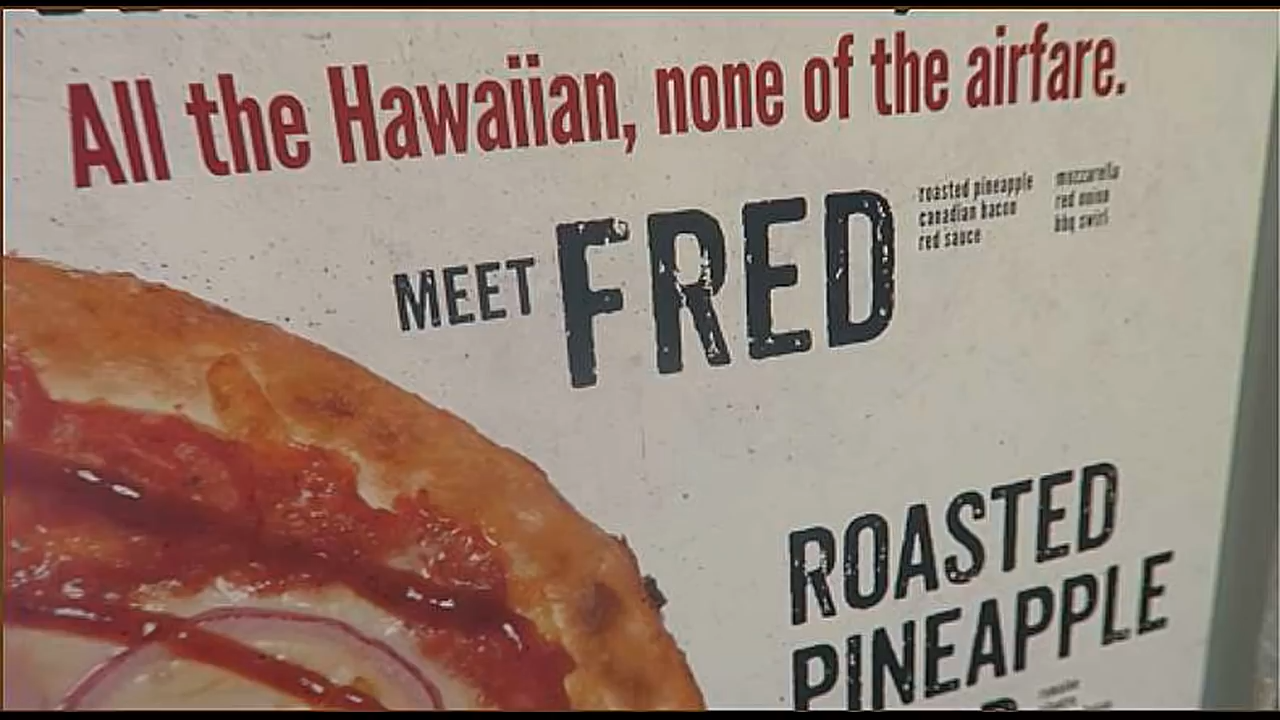 All the Hawaiian, none of the airfare.
MEET FRED
roasted pineapple
canadian bacon
red sauce
mozzarella
red onion
bbq swirl
ROASTED
PINEAPPLE